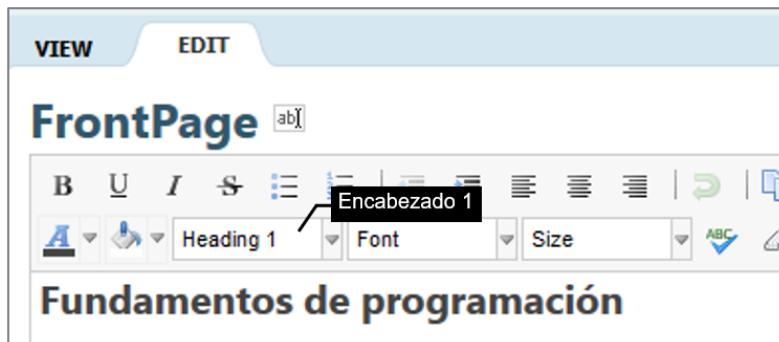 VIEW EDIT
FrontPage ab
B U I S
Encabezado 1
A Heading 1 Font Size ABC
Fundamentos de programación